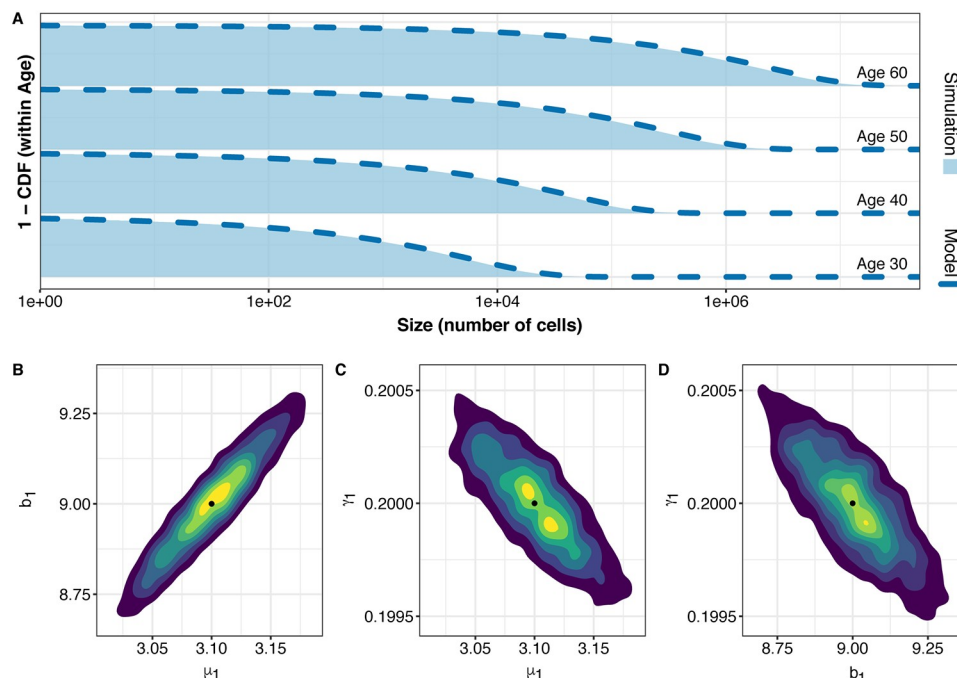 A
1 − CDF (within Age)
Age 60
Age 50
Age 40
Age 30
1e+00 1e+02 1e+04 1e+06
Size (number of cells)
Simulation
Model
B
9.25
9.00
8.75
b1
3.05 3.10 3.15
μ1
C
0.2005
0.2000
0.1995
γ1
3.05 3.10 3.15
μ1
D
0.2005
0.2000
0.1995
γ1
8.75 9.00 9.25
b1